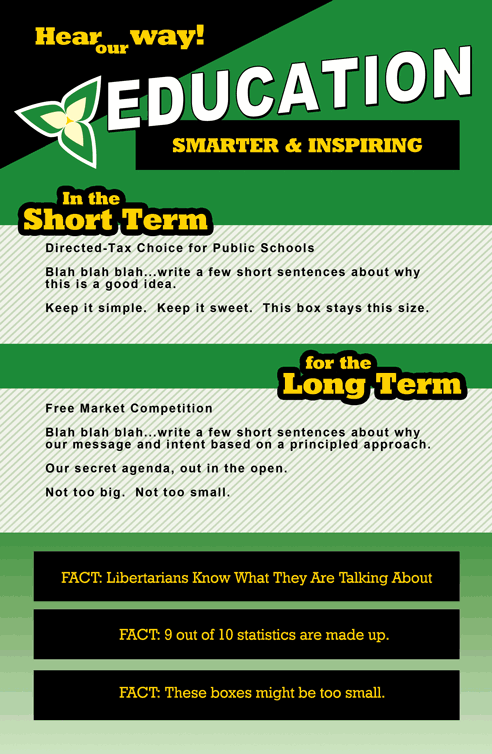 Hear our way!
EDUCATION
SMARTER & INSPIRING
In the
Short Term
Directed-Tax Choice for Public Schools
Blah blah blah...write a few short sentences about why
this is a good idea.
Keep it simple.  Keep it sweet.  This box stays this size.
for the
Long Term
Free Market Competition
Blah blah blah...write a few short sentences about why
our message and intent based on a principled approach.
Our secret agenda, out in the open.
Not too big.  Not too small.
FACT: Libertarians Know What They Are Talking About
FACT: 9 out of 10 statistics are made up.
FACT: These boxes might be too small.